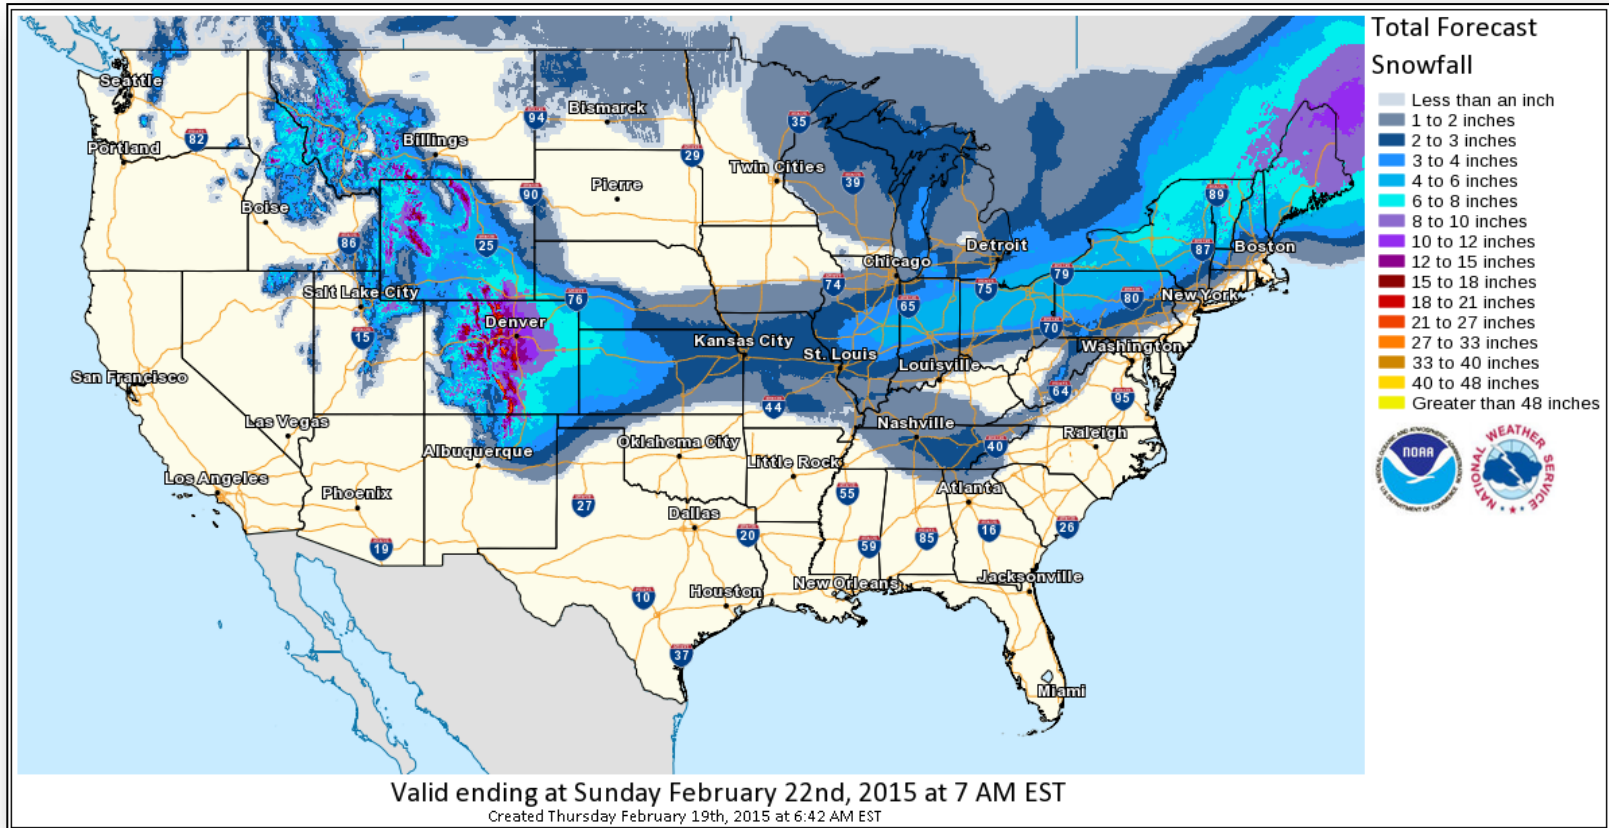 Total Forecast
Snowfall
Less than an inch
1 to 2 inches
2 to 3 inches
3 to 4 inches
4 to 6 inches
6 to 8 inches
8 to 10 inches
10 to 12 inches
12 to 15 inches
15 to 18 inches
18 to 21 inches
21 to 27 inches
27 to 33 inches
33 to 40 inches
40 to 48 inches
Greater than 48 inches
NOAA
NATIONAL WEATHER SERVICE
Seattle
82
Portland
Billings
94
Bismarck
29
35
Twin Cities
39
89
Boise
86
90
25
Pierre
87
Boston
Detroit
Chicago
79
Salt Lake City
76
74
65
75
80
New York
15
Denver
Kansas City
St. Louis
70
Washington
Louisville
San Francisco
64
95
44
Las Vegas
Nashville
Raleigh
40
Albuquerque
Oklahoma City
Little Rock
Los Angeles
Phoenix
27
55
Atlanta
Dallas
20
16
26
19
59
85
10
Houston
New Orleans
Jacksonville
37
Miami
Valid ending at Sunday February 22nd, 2015 at 7 AM EST
Created Thursday February 19th, 2015 at 6:42 AM EST